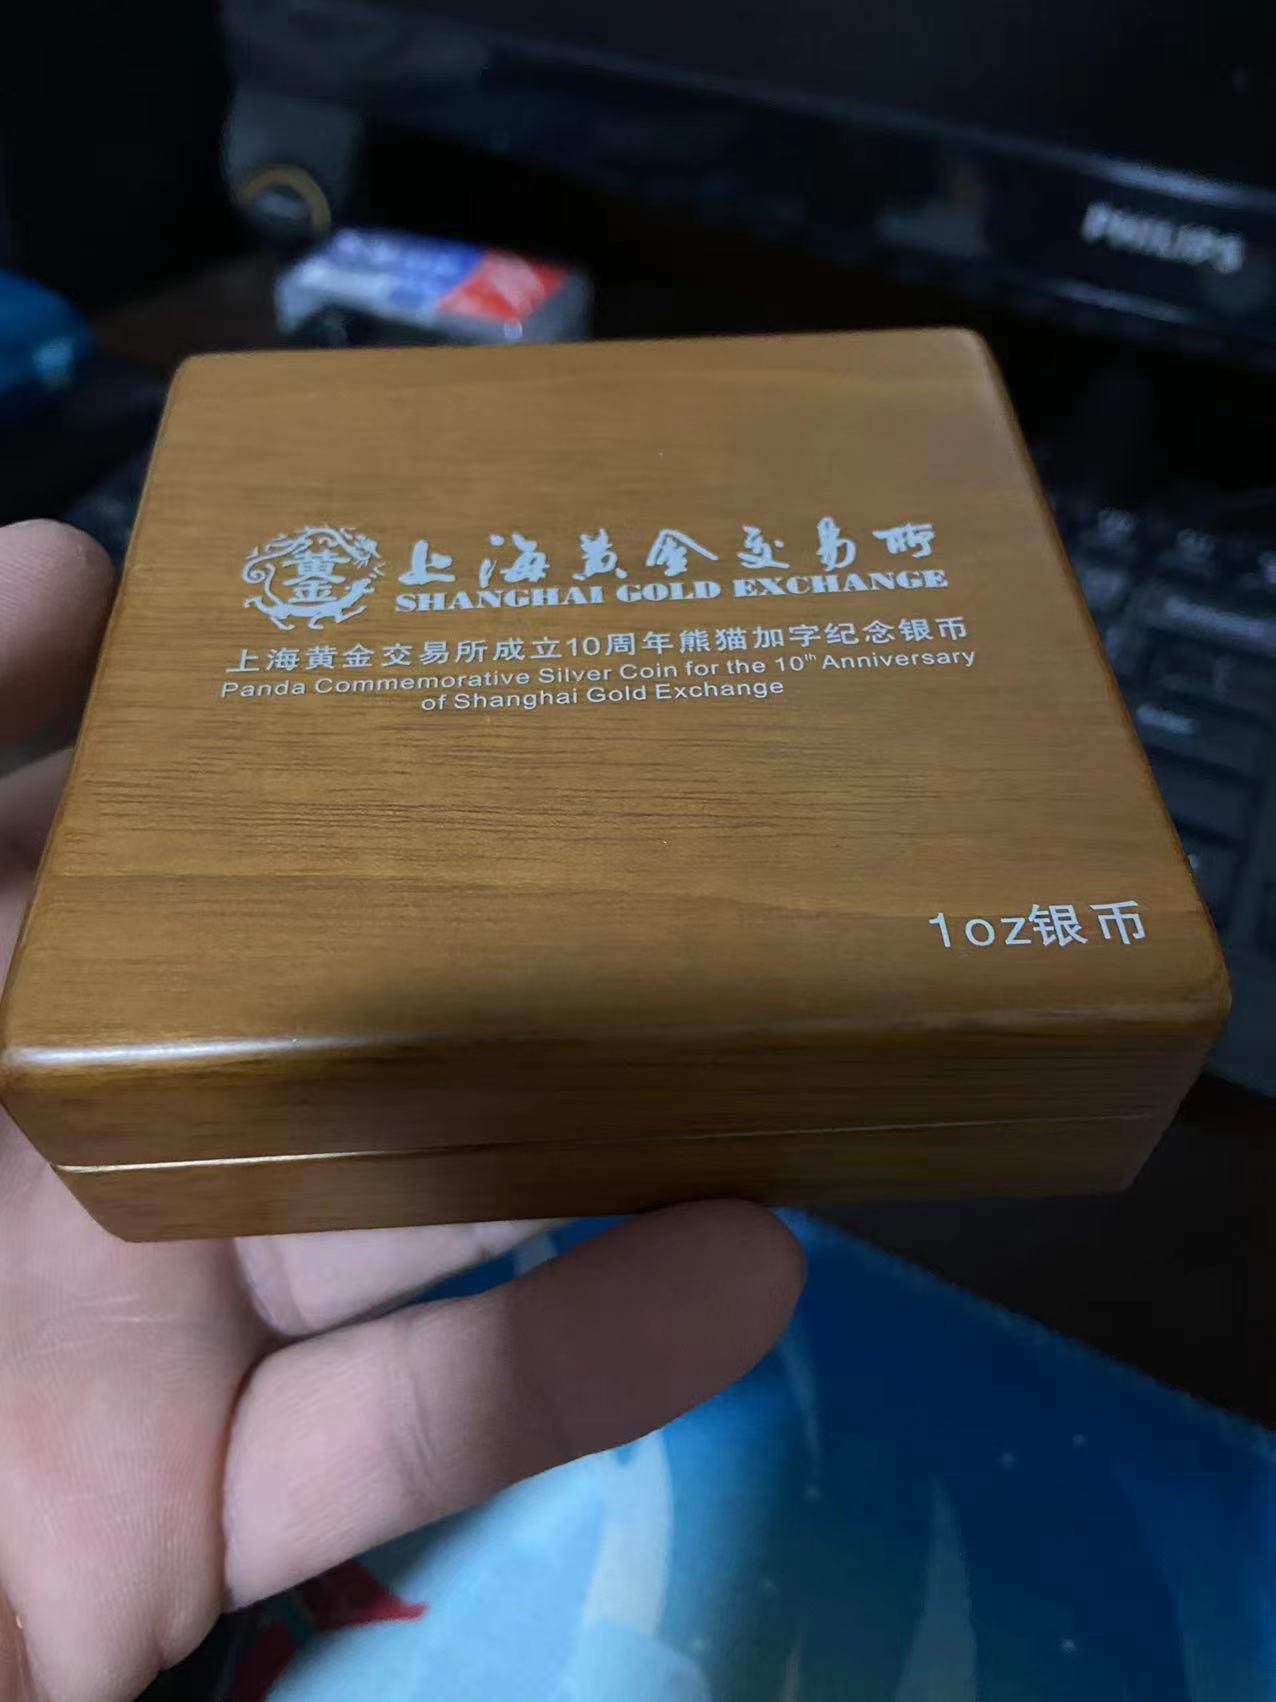 PHILIPS
黄金
上海黄金交易所
SHANGHAI GOLD EXCHANGE
上海黄金交易所成立10周年熊猫加字纪念银币
Panda Commemorative Silver Coin for the 10th Anniversary
of Shanghai Gold Exchange
1oz银币